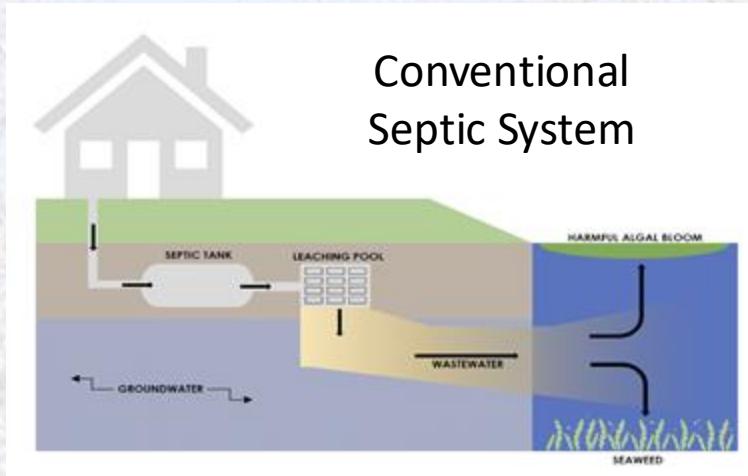 Conventional
Septic System
HARMFUL ALGAL BLOOM
SEPTIC TANK
LEACHING POOL
WASTEWATER
GROUNDWATER
SEAWEED